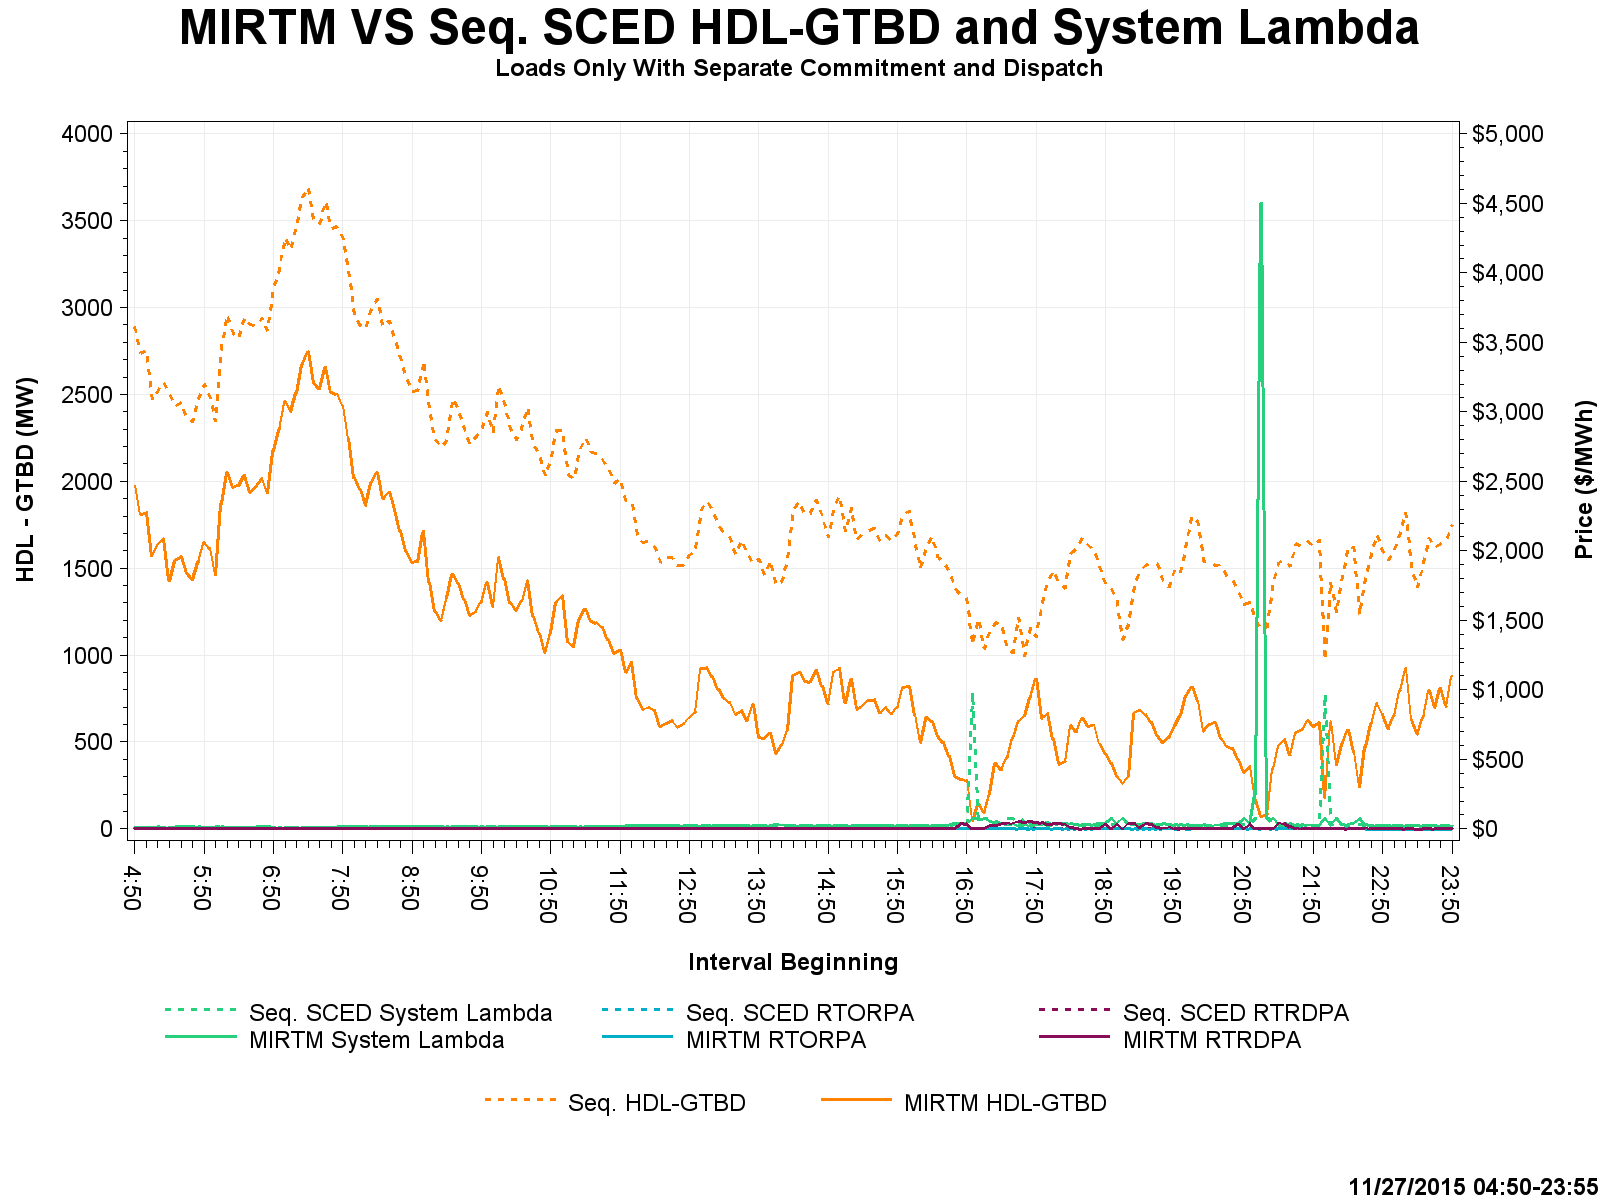 MIRTM VS Seq. SCED HDL-GTBD and System Lambda
Loads Only With Separate Commitment and Dispatch
HDL - GTBD (MW)
4000
3500
3000
2500
2000
1500
1000
500
0
$5,000
$4,500
$4,000
$3,500
$3,000
$2,500
$2,000
$1,500
$1,000
$500
$0
Price ($/MWh)
4:50 5:50 6:50 7:50 8:50 9:50 10:50 11:50 12:50 13:50 14:50 15:50 16:50 17:50 18:50 19:50 20:50 21:50 22:50 23:50
Interval Beginning
Seq. SCED System Lambda Seq. SCED RTORPA Seq. SCED RTRDPA
MIRTM System Lambda MIRTM RTORPA MIRTM RTRDPA
Seq. HDL-GTBD MIRTM HDL-GTBD
11/27/2015 04:50-23:55